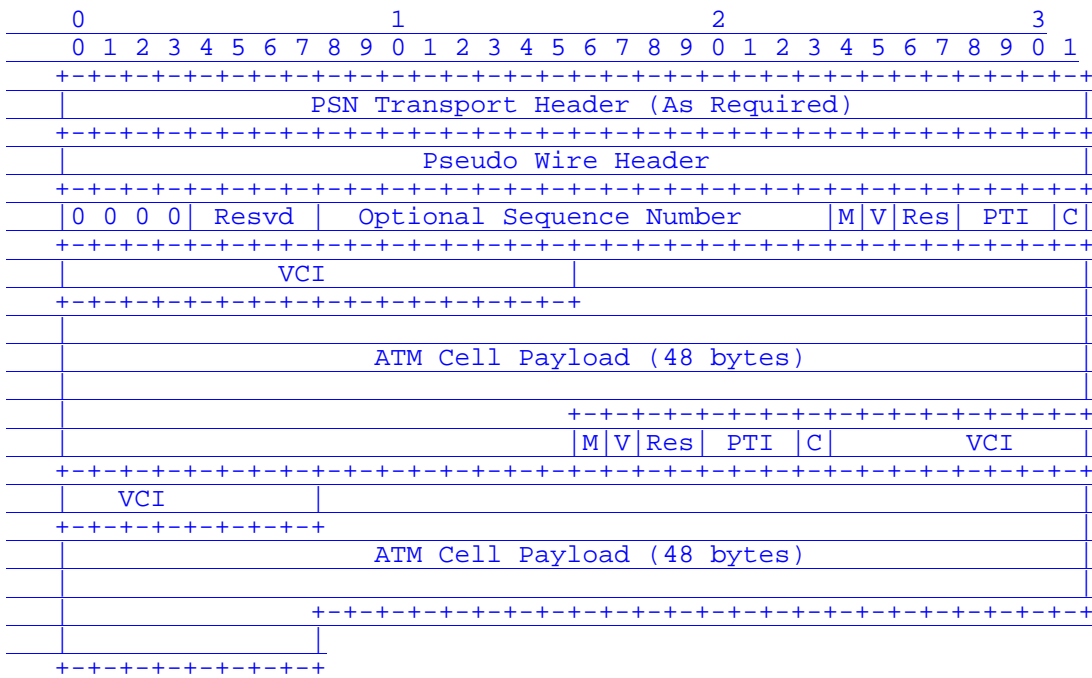 0                   1                   2                   3
 0 1 2 3 4 5 6 7 8 9 0 1 2 3 4 5 6 7 8 9 0 1 2 3 4 5 6 7 8 9 0 1
+-+-+-+-+-+-+-+-+-+-+-+-+-+-+-+-+-+-+-+-+-+-+-+-+-+-+-+-+-+-+-+-+
|               PSN Transport Header (As Required)              |
+-+-+-+-+-+-+-+-+-+-+-+-+-+-+-+-+-+-+-+-+-+-+-+-+-+-+-+-+-+-+-+-+
|                      Pseudo Wire Header                       |
+-+-+-+-+-+-+-+-+-+-+-+-+-+-+-+-+-+-+-+-+-+-+-+-+-+-+-+-+-+-+-+-+
|0 0 0 0| Resvd |  Optional Sequence Number     |M|V|Res| PTI |C|
+-+-+-+-+-+-+-+-+-+-+-+-+-+-+-+-+-+-+-+-+-+-+-+-+-+-+-+-+-+-+-+-+
|             VCI               |                               |
+-+-+-+-+-+-+-+-+-+-+-+-+-+-+-+-+                               |
|                                                               |
|                   ATM Cell Payload (48 bytes)                 |
|                                                               |
|                               +-+-+-+-+-+-+-+-+-+-+-+-+-+-+-+-+
|                               |M|V|Res| PTI |C|        VCI    |
+-+-+-+-+-+-+-+-+-+-+-+-+-+-+-+-+-+-+-+-+-+-+-+-+-+-+-+-+-+-+-+-+
|   VCI         |                                               |
+-+-+-+-+-+-+-+-+                                               |
|                   ATM Cell Payload (48 bytes)                 |
|                                                               |
|               +-+-+-+-+-+-+-+-+-+-+-+-+-+-+-+-+-+-+-+-+-+-+-+-+
|               |
+-+-+-+-+-+-+-+-+